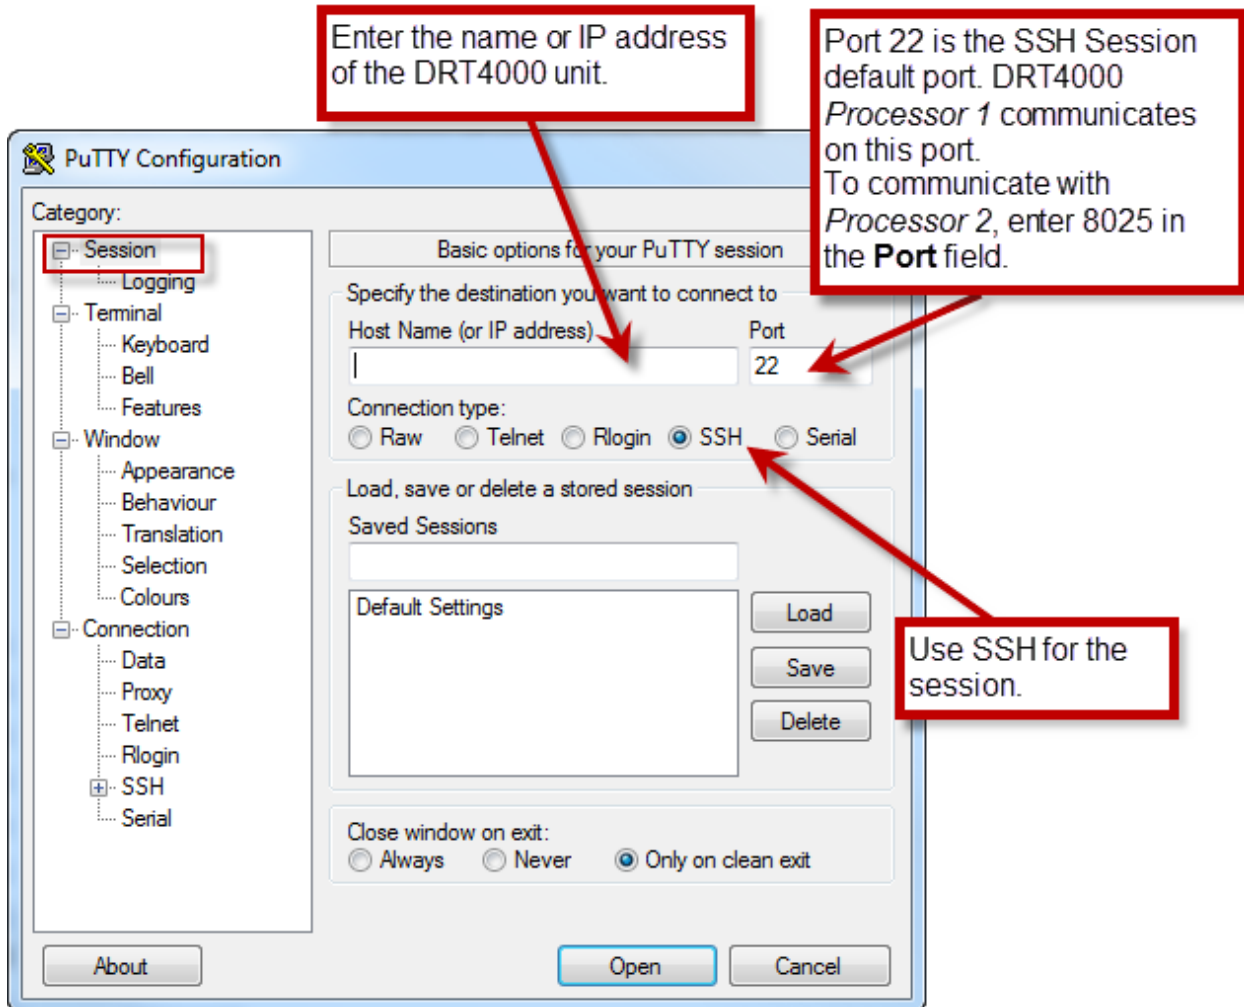 Enter the name or IP address
of the DRT4000 unit.
Port 22 is the SSH Session
default port. DRT4000
Processor 1 communicates
on this port.
To communicate with
Processor 2, enter 8025 in
the Port field.
PuTTY Configuration
Category:
Session
Logging
Terminal
Keyboard
Bell
Features
Window
Appearance
Behaviour
Translation
Selection
Colours
Connection
Data
Proxy
Telnet
Rlogin
SSH
Serial
Basic options for your PuTTY session
Specify the destination you want to connect to
Host Name (or IP address) Port
22
Connection type:
Raw Telnet Rlogin SSH Serial
Load, save or delete a stored session
Saved Sessions
Default Settings
Load
Save
Delete
Use SSH for the
session.
Close window on exit:
Always Never Only on clean exit
About Open Cancel